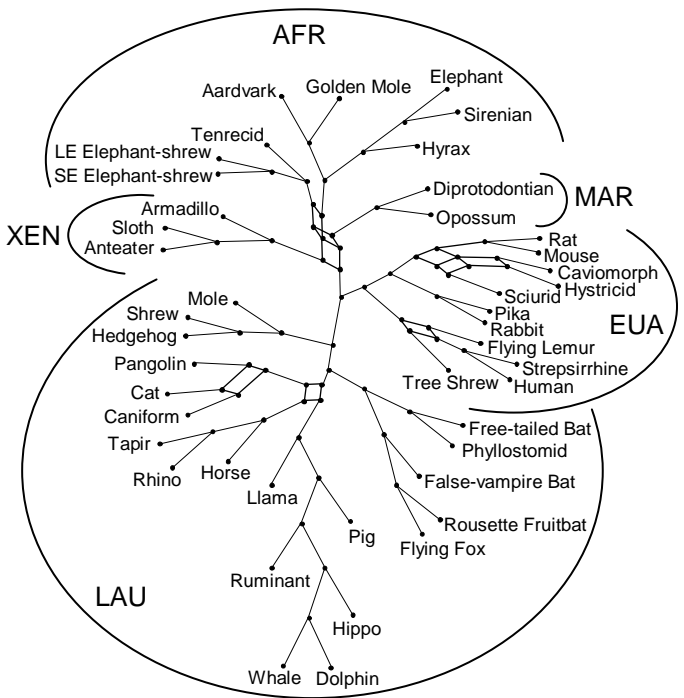 AFR
Elephant
Aardvark
Golden Mole
Sirenian
Tenrecid
LE Elephant-shrew
Hyrax
SE Elephant-shrew
Diprotodontian
MAR
Armadillo
Opossum
XEN
Sloth
Anteater
Rat
Mouse
Caviomorph
Hystricid
Sciurid
Mole
Pika
Shrew
Rabbit
EUA
Hedgehog
Flying Lemur
Pangolin
Strepsirrhine
Tree Shrew
Human
Cat
Caniform
Free-tailed Bat
Tapir
Phyllostomid
Rhino
Horse
False-vampire Bat
Llama
Rousette Fruitbat
Pig
Flying Fox
Ruminant
LAU
Hippo
Whale
Dolphin